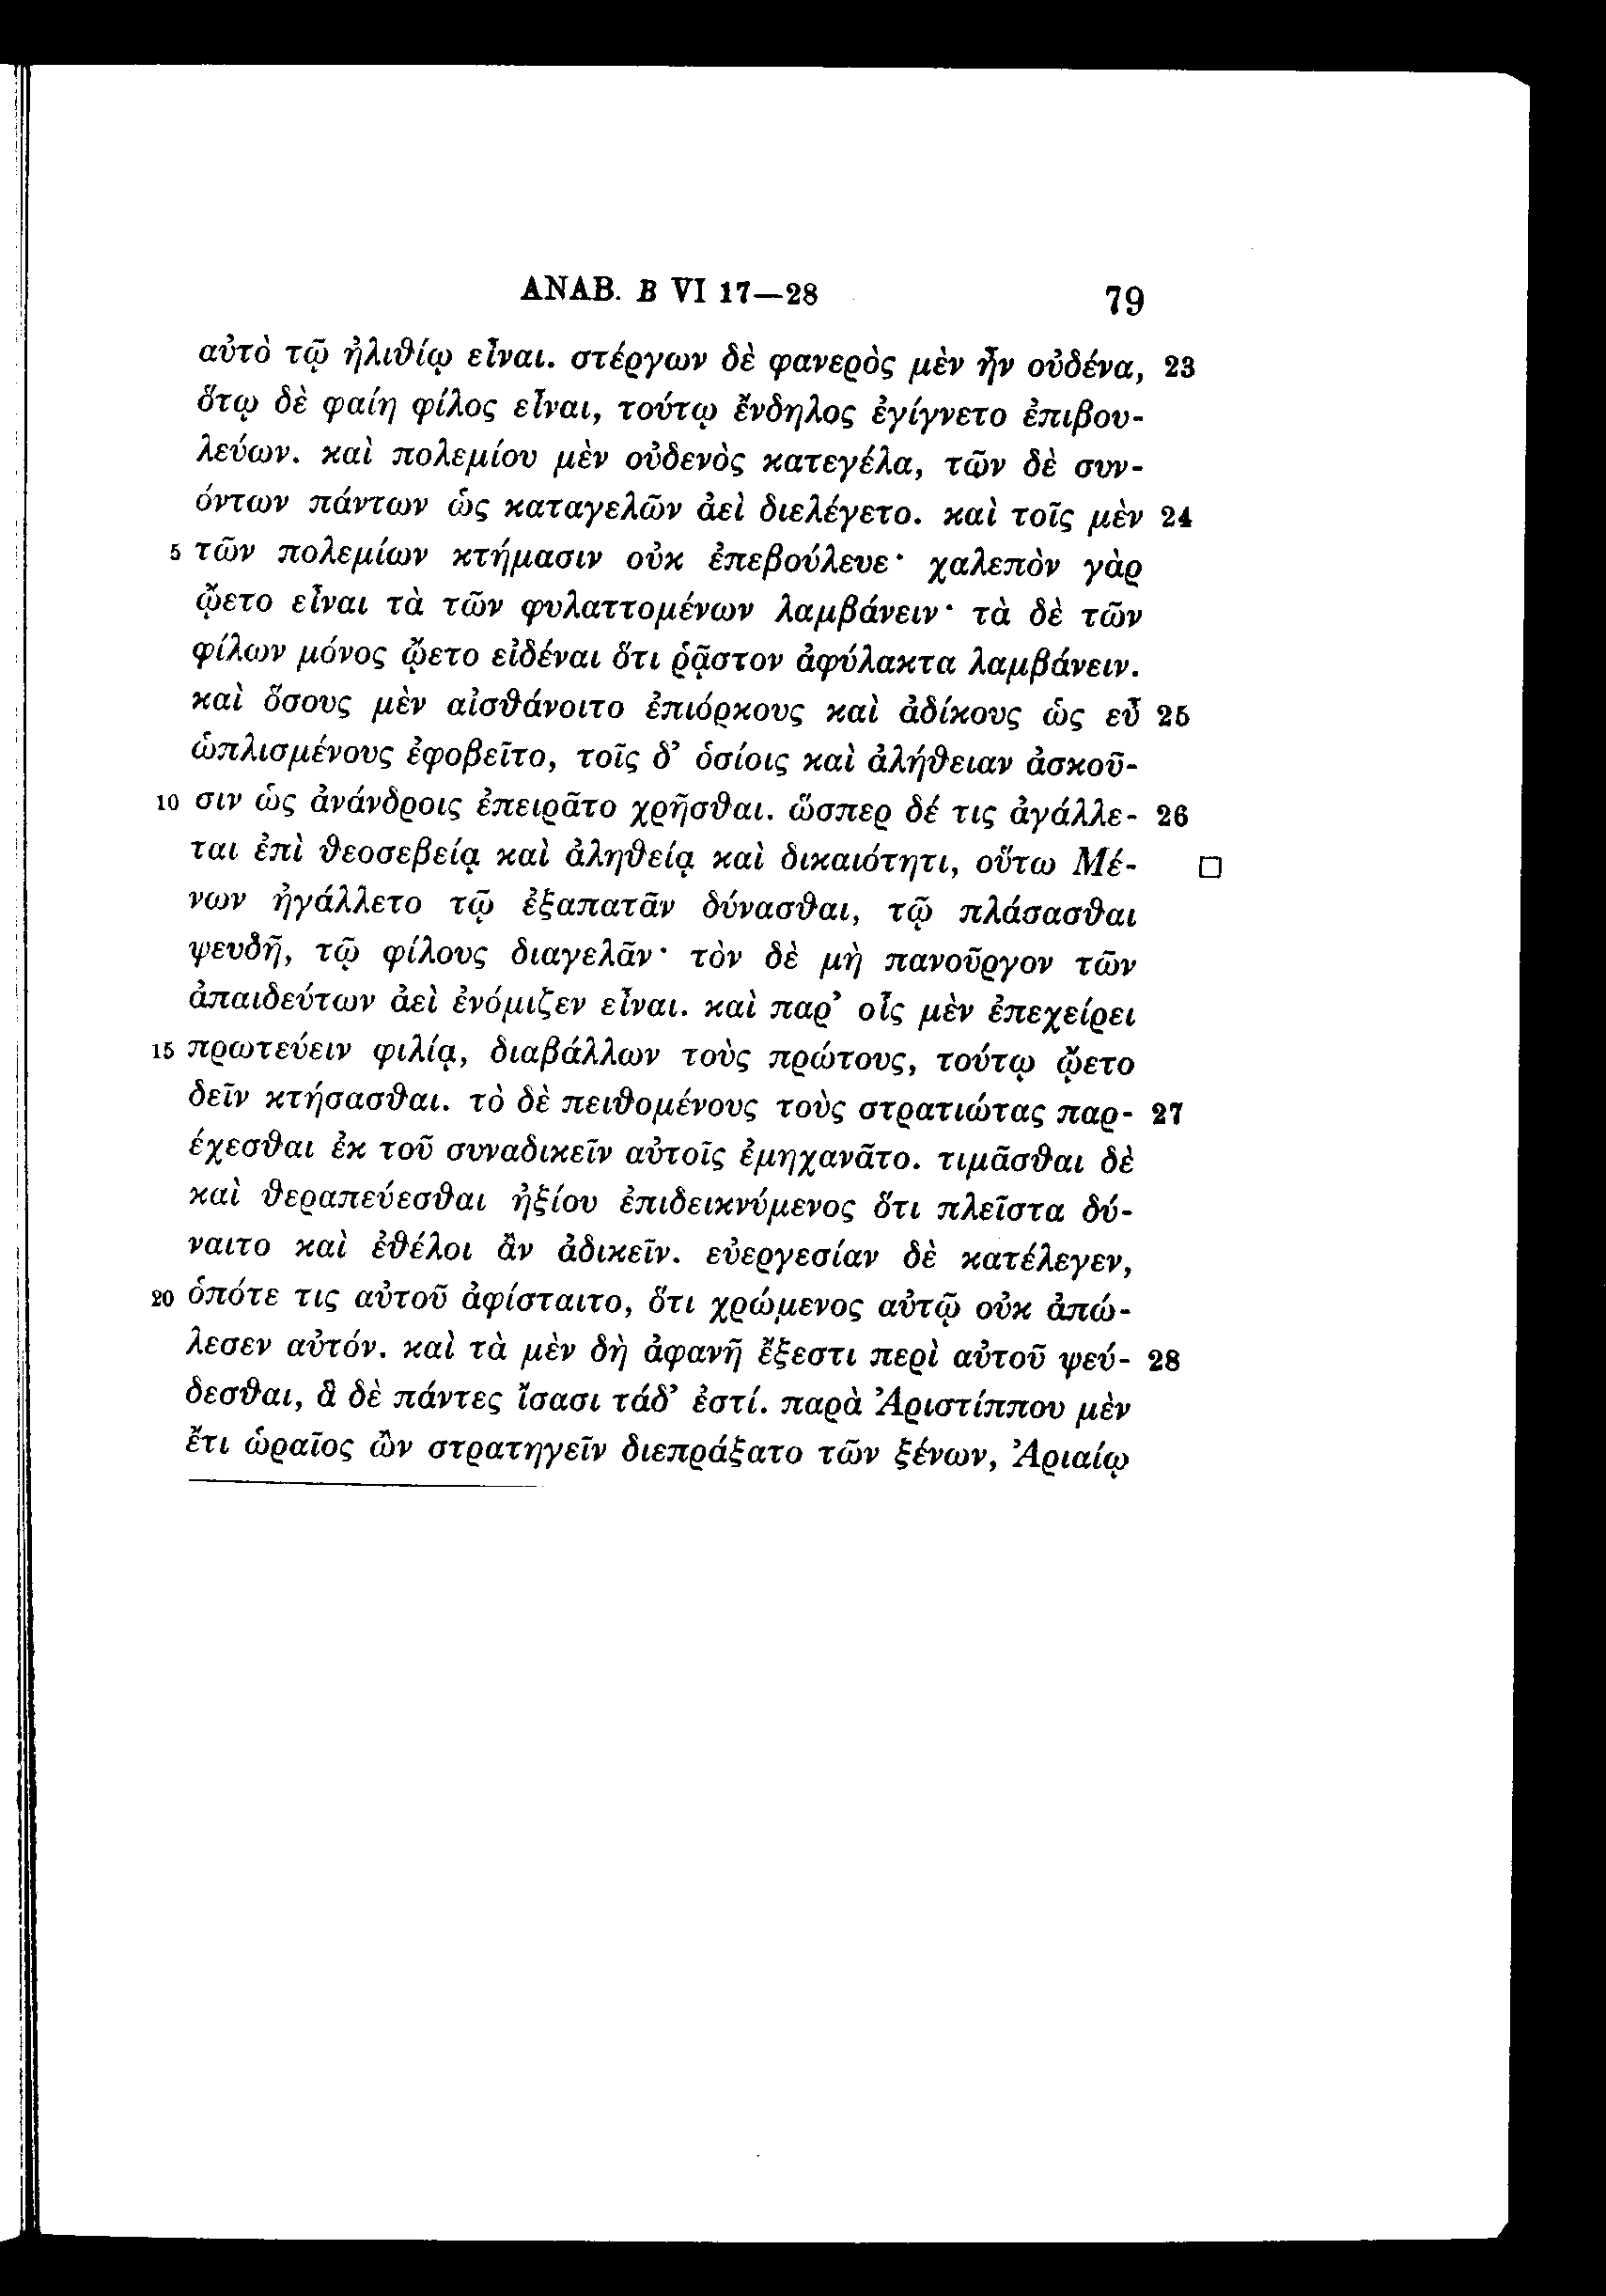 ΑΝΑΒ. Β VI 17—28 79
αὐτὸ τῷ ἠλιθίῳ εἶναι. στέργων δὲ φανερὸς μὲν ἦν οὐδένα, 23
ὅτῳ δὲ φαίη φίλος εἶναι, τούτῳ ἔνδηλος ἐγίγνετο ἐπιβου-
λεύων. καὶ πολεμίου μὲν οὐδενὸς κατεγέλα, τῶν δὲ συν-
όντων πάντων ὡς καταγελῶν ἀεὶ διελέγετο. καὶ τοῖς μὲν 24
5 τῶν πολεμίων κτήμασιν οὐκ ἐπεβούλευε· χαλεπὸν γὰρ
ᾤετο εἶναι τὰ τῶν φυλαττομένων λαμβάνειν· τὰ δὲ τῶν
φίλων μόνος ᾤετο εἰδέναι ὅτι ῥᾷστον ἀφύλακτα λαμβάνειν.
καὶ ὅσους μὲν αἰσθάνοιτο ἐπιόρκους καὶ ἀδίκους ὡς εὖ 25
ὡπλισμένους ἐφοβεῖτο, τοῖς δ’ ὁσίοις καὶ ἀλήθειαν ἀσκοῦ-
10 σιν ὡς ἀνάνδροις ἐπειρᾶτο χρῆσθαι. ὥσπερ δέ τις ἀγάλλε- 26
ται ἐπὶ θεοσεβείᾳ καὶ ἀληθείᾳ καὶ δικαιότητι, οὕτω Μέ- □
νων ἠγάλλετο τῷ ἐξαπατᾶν δύνασθαι, τῷ πλάσασθαι
ψευδῆ, τῷ φίλους διαγελᾶν· τὸν δὲ μὴ πανοῦργον τῶν
ἀπαιδεύτων ἀεὶ ἐνόμιζεν εἶναι. καὶ παρ’ οἷς μὲν ἐπεχείρει
15 πρωτεύειν φιλίᾳ, διαβάλλων τοὺς πρώτους, τούτῳ ᾤετο
δεῖν κτήσασθαι. τὸ δὲ πειθομένους τοὺς στρατιώτας παρ- 27
έχεσθαι ἐκ τοῦ συναδικεῖν αὐτοῖς ἐμηχανᾶτο. τιμᾶσθαι δὲ
καὶ θεραπεύεσθαι ἠξίου ἐπιδεικνύμενος ὅτι πλεῖστα δύ-
ναιτο καὶ ἐθέλοι ἂν ἀδικεῖν. εὐεργεσίαν δὲ κατέλεγεν,
20 ὁπότε τις αὐτοῦ ἀφίσταιτο, ὅτι χρώμενος αὐτῷ οὐκ ἀπώ-
λεσεν αὐτόν. καὶ τὰ μὲν δὴ ἀφανῆ ἔξεστι περὶ αὐτοῦ ψεύ- 28
δεσθαι, ἃ δὲ πάντες ἴσασι τάδ’ ἐστί. παρὰ Ἀριστίππου μὲν
ἔτι ὡραῖος ὢν στρατηγεῖν διεπράξατο τῶν ξένων, Ἀριαίῳ